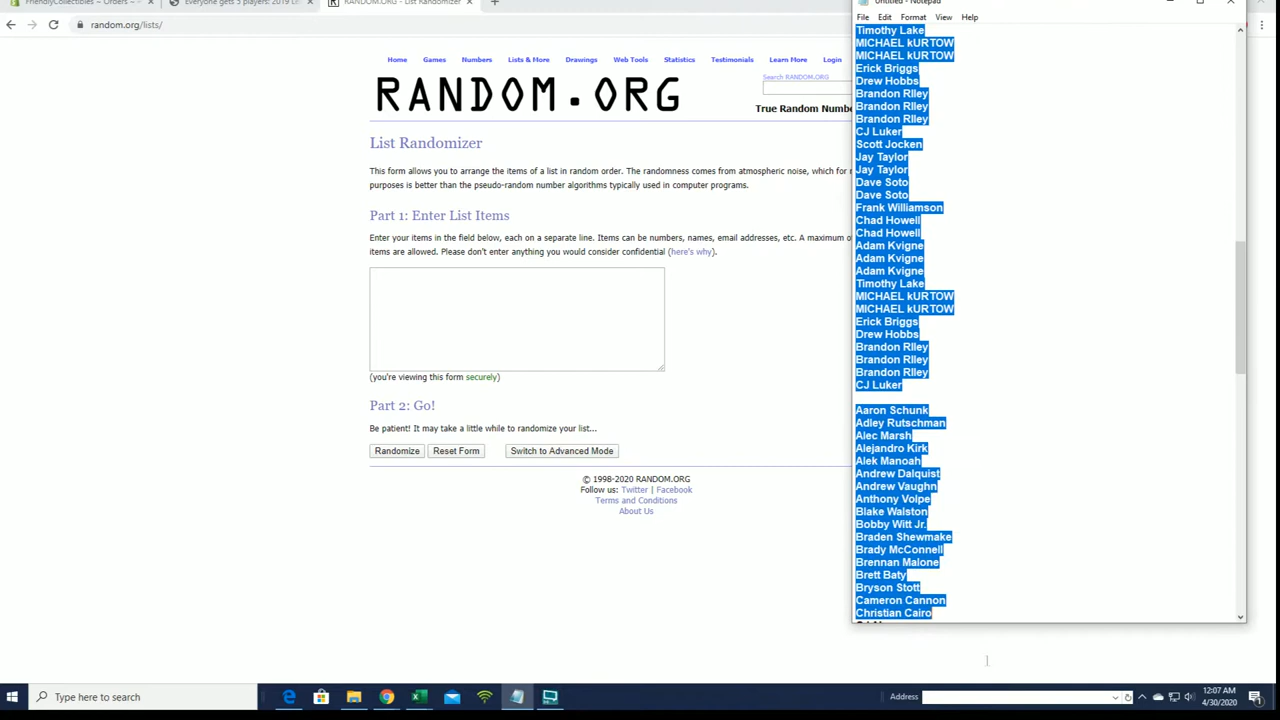 FriendlyCollectibles ~ Orders ~
Everyone gets 5 players: 2019 Le
RANDOM.ORG - List Randomizer
Untitled - Notepad
random.org/lists/
File Edit Format View Help
Home Games Numbers Lists & More Drawings Web Tools Statistics Testimonials Learn More Login
Search RANDOM.ORG
RANDOM.ORG
True Random Numb
List Randomizer
This form allows you to arrange the items of a list in random order. The randomness comes from atmospheric noise, which for
purposes is better than the pseudo-random number algorithms typically used in computer programs.
Part 1: Enter List Items
Enter your items in the field below, each on a separate line. Items can be numbers, names, email addresses, etc. A maximum
items are allowed. Please don't enter anything you would consider confidential (here's why).
(you're viewing this form securely)
Part 2: Go!
Be patient! It may take a little while to randomize your list...
Randomize Reset Form Switch to Advanced Mode
© 1998-2020 RANDOM.ORG
Follow us: Twitter | Facebook
Terms and Conditions
About Us
Timothy Lake
MICHAEL kURTOW
MICHAEL kURTOW
Erick Briggs
Drew Hobbs
Brandon RIley
Brandon RIley
Brandon RIley
CJ Luker
Scott Jocken
Jay Taylor
Jay Taylor
Dave Soto
Dave Soto
Frank Williamson
Chad Howell
Chad Howell
Adam Kvigne
Adam Kvigne
Adam Kvigne
Timothy Lake
MICHAEL kURTOW
MICHAEL kURTOW
Erick Briggs
Drew Hobbs
Brandon RIley
Brandon RIley
Brandon RIley
CJ Luker
Aaron Schunk
Adley Rutschman
Alec Marsh
Alejandro Kirk
Alek Manoah
Andrew Dalquist
Andrew Vaughn
Anthony Volpe
Blake Walston
Bobby Witt Jr.
Braden Shewmake
Brady McConnell
Brennan Malone
Brett Baty
Bryson Stott
Cameron Cannon
Christian Cairo
Type here to search
Address
12:07 AM
4/30/2020